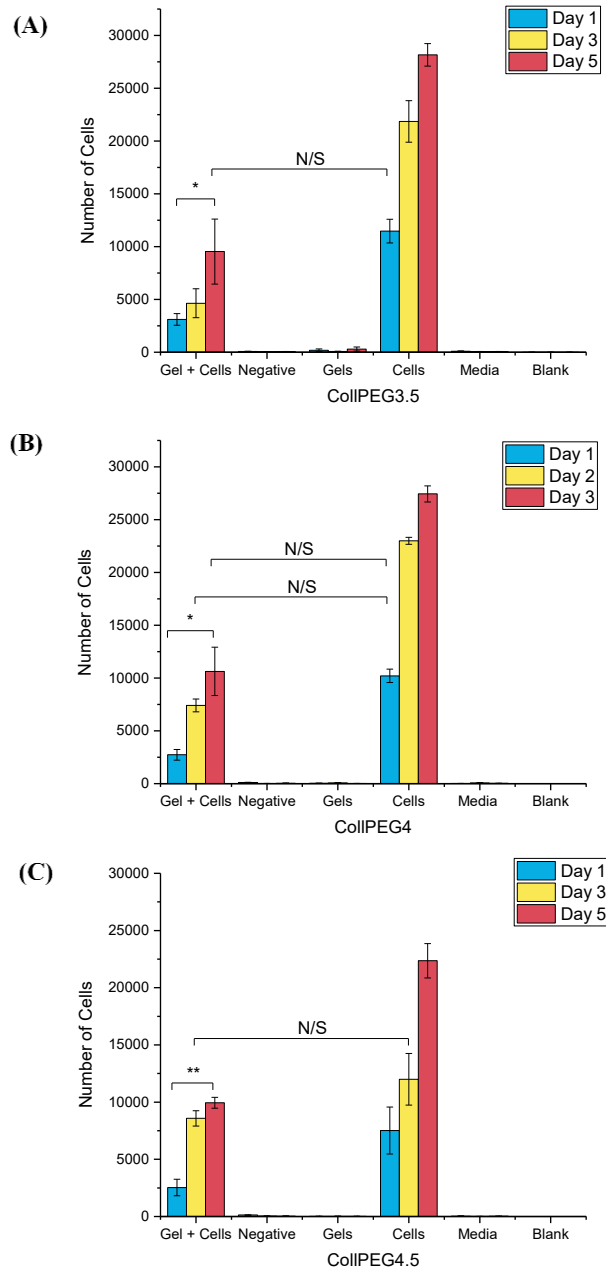 (A)
Day 1
Day 3
Day 5
30000
25000
20000
15000
10000
5000
0
Number of Cells
N/S
*
Gel + Cells Negative Gels Cells Media Blank
CollPEG3.5
(B)
Day 1
Day 2
Day 3
30000
25000
20000
15000
10000
5000
0
Number of Cells
N/S
N/S
*
Gel + Cells Negative Gels Cells Media Blank
CollPEG4
(C)
Day 1
Day 3
Day 5
30000
25000
20000
15000
10000
5000
0
Number of Cells
N/S
**
Gel + Cells Negative Gels Cells Media Blank
CollPEG4.5